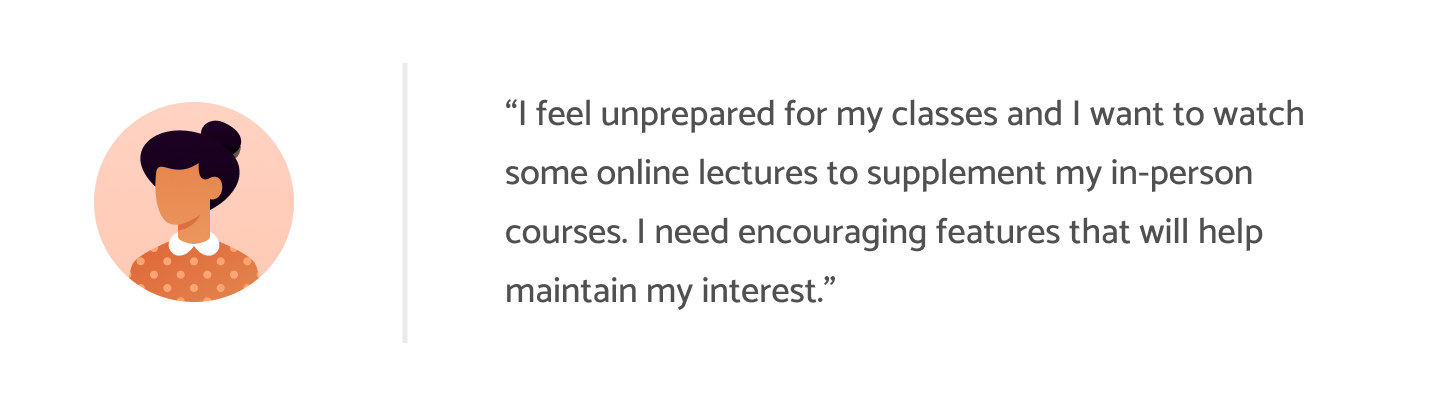 “I feel unprepared for my classes and I want to watch
some online lectures to supplement my in-person
courses. I need encouraging features that will help
maintain my interest.”